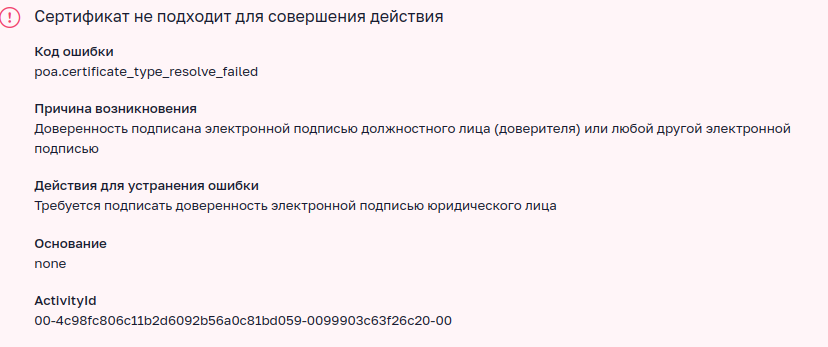 Сертификат не подходит для совершения действия
Код ошибки
poa.certificate_type_resolve_failed
Причина возникновения
Доверенность подписана электронной подписью должностного лица (доверителя) или любой другой электронной
подписью
Действия для устранения ошибки
Требуется подписать доверенность электронной подписью юридического лица
Основание
none
ActivityId
00-4c98fc806c11b2d6092b56a0c81bd059-0099903c63f26c20-00